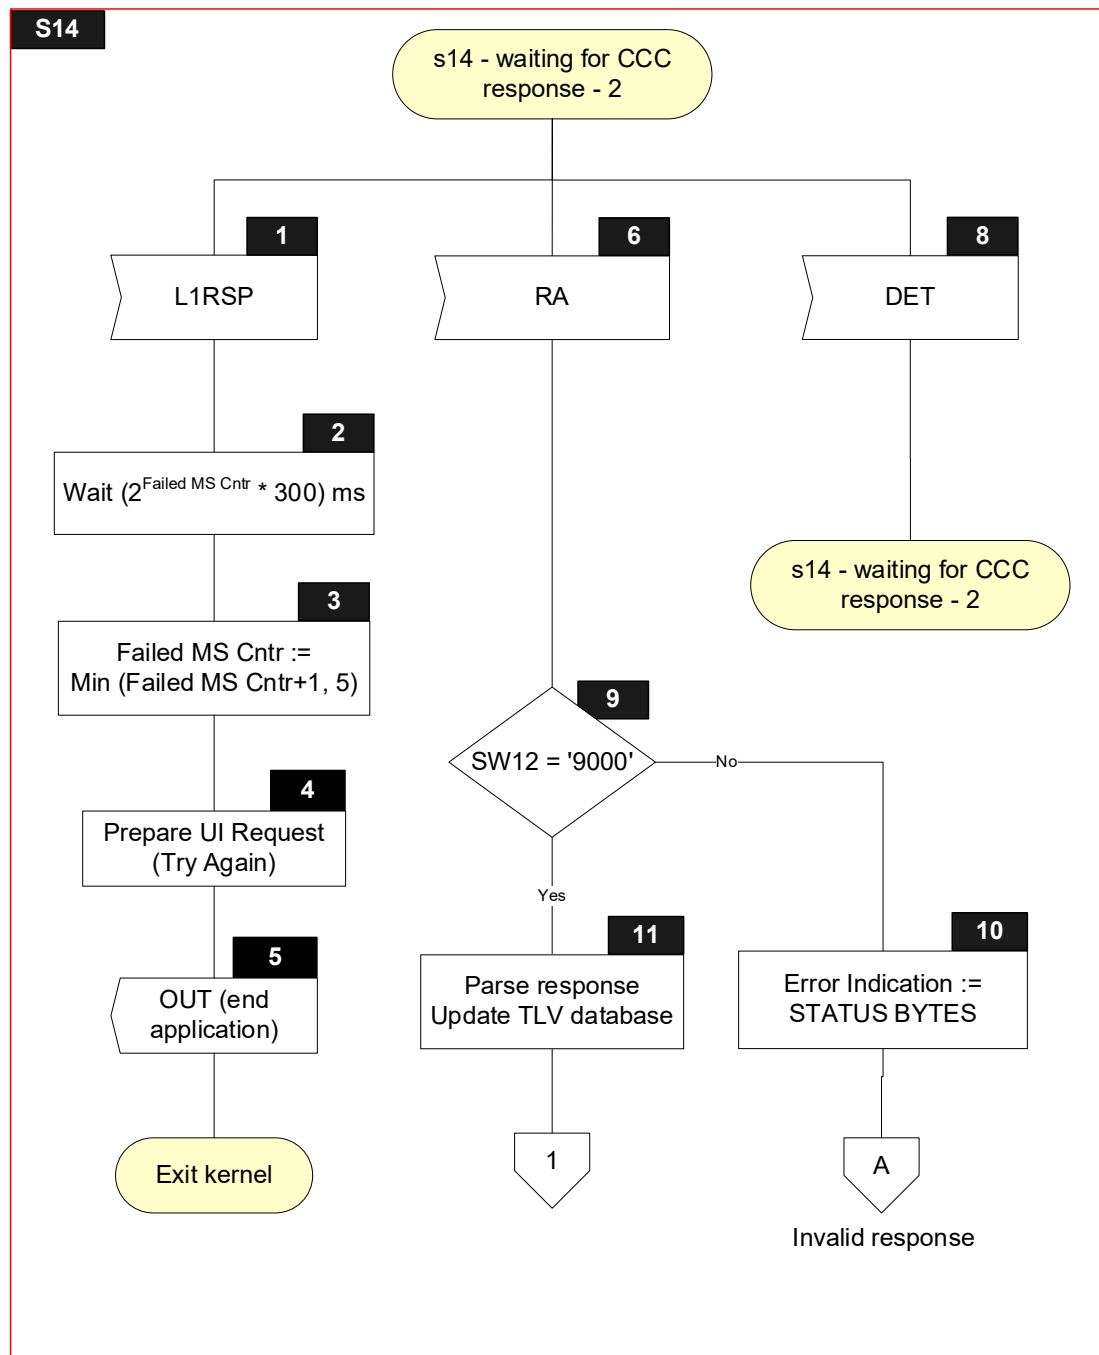 S14
s14 - waiting for CCC
response - 2
1
L1RSP
6
RA
8
DET
2
Wait (2^Failed MS Cntr * 300) ms
3
Failed MS Cntr :=
Min (Failed MS Cntr+1, 5)
4
Prepare UI Request
(Try Again)
5
OUT (end
application)
Exit kernel
s14 - waiting for CCC
response - 2
9
SW12 = '9000'
No
Yes
11
Parse response
Update TLV database
1
10
Error Indication :=
STATUS BYTES
A
Invalid response